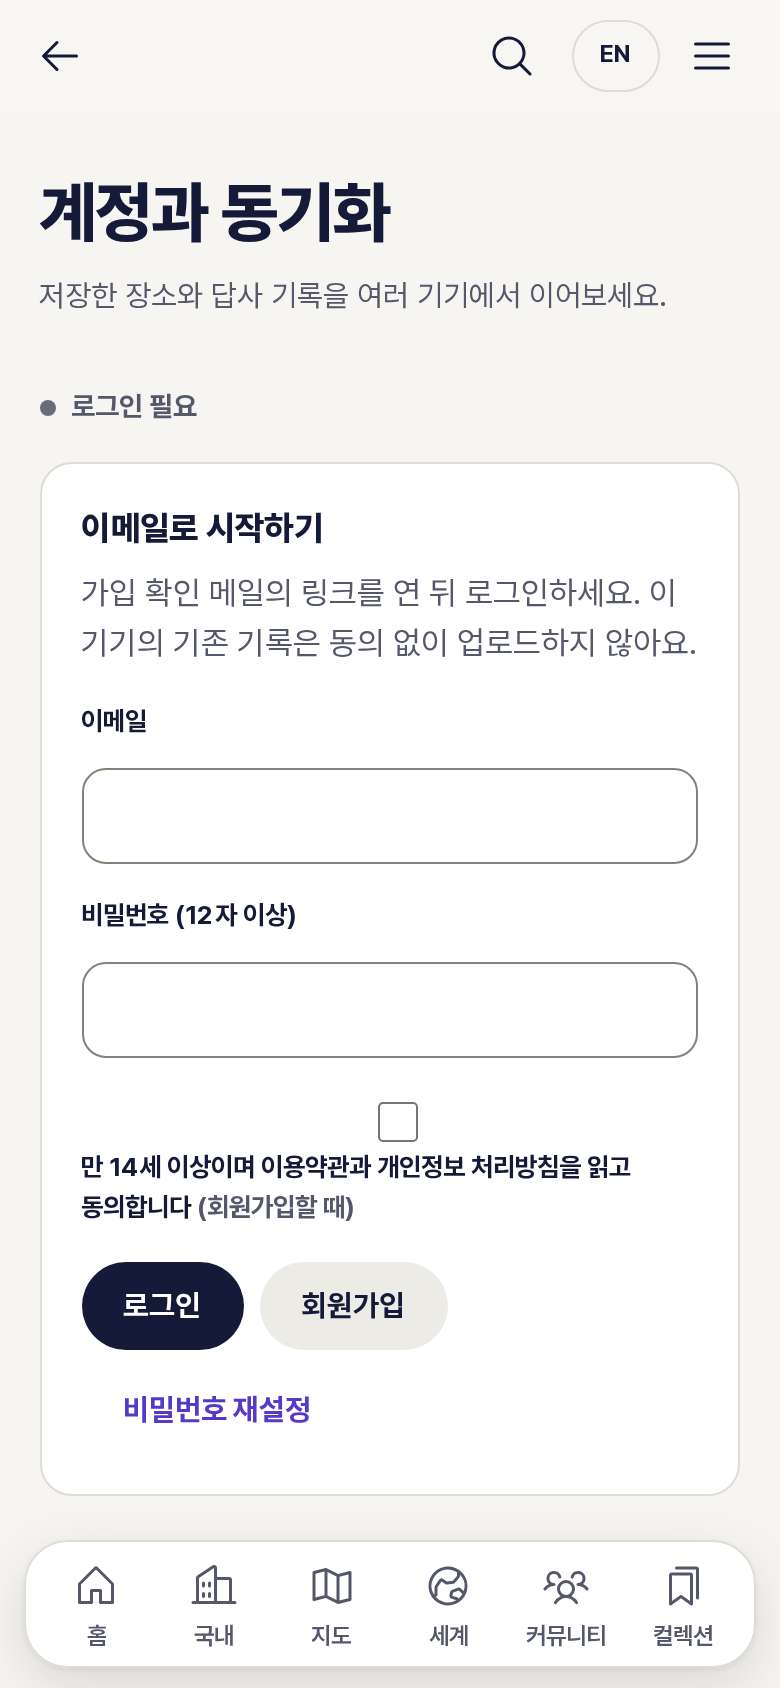 EN
계정과 동기화
저장한 장소와 답사 기록을 여러 기기에서 이어보세요.
로그인 필요
이메일로 시작하기
가입 확인 메일의 링크를 연 뒤 로그인하세요. 이
기기의 기존 기록은 동의 없이 업로드하지 않아요.
이메일
비밀번호 (12자 이상)
만 14세 이상이며 이용약관과 개인정보 처리방침을 읽고
동의합니다 (회원가입할 때)
로그인 회원가입
비밀번호 재설정
홈 국내 지도 세계 커뮤니티 컬렉션